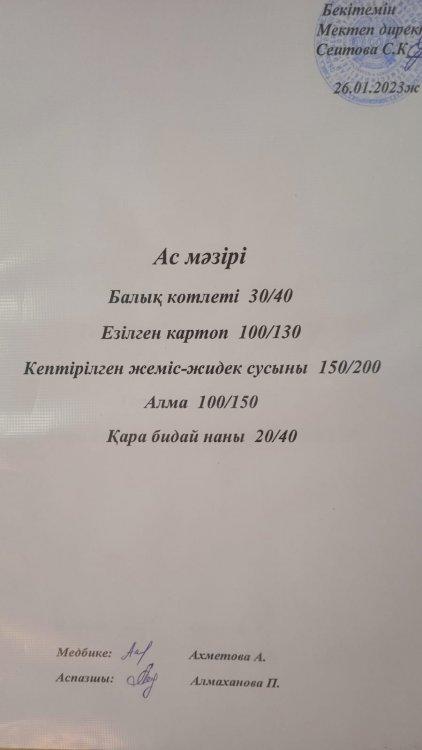 Бекітемін
Мектеп
Сеитова С.К
26.01.2023ж
Ас мәзірі
Балық котлеті 30/40
Езілген картоп 100/130
Кептірілген жеміс-жидек сусыны 150/200
Алма 100/150
Қара бидай наны 20/40
Медбике: Ахметова А.
Аспазшы: Алмаханова П.